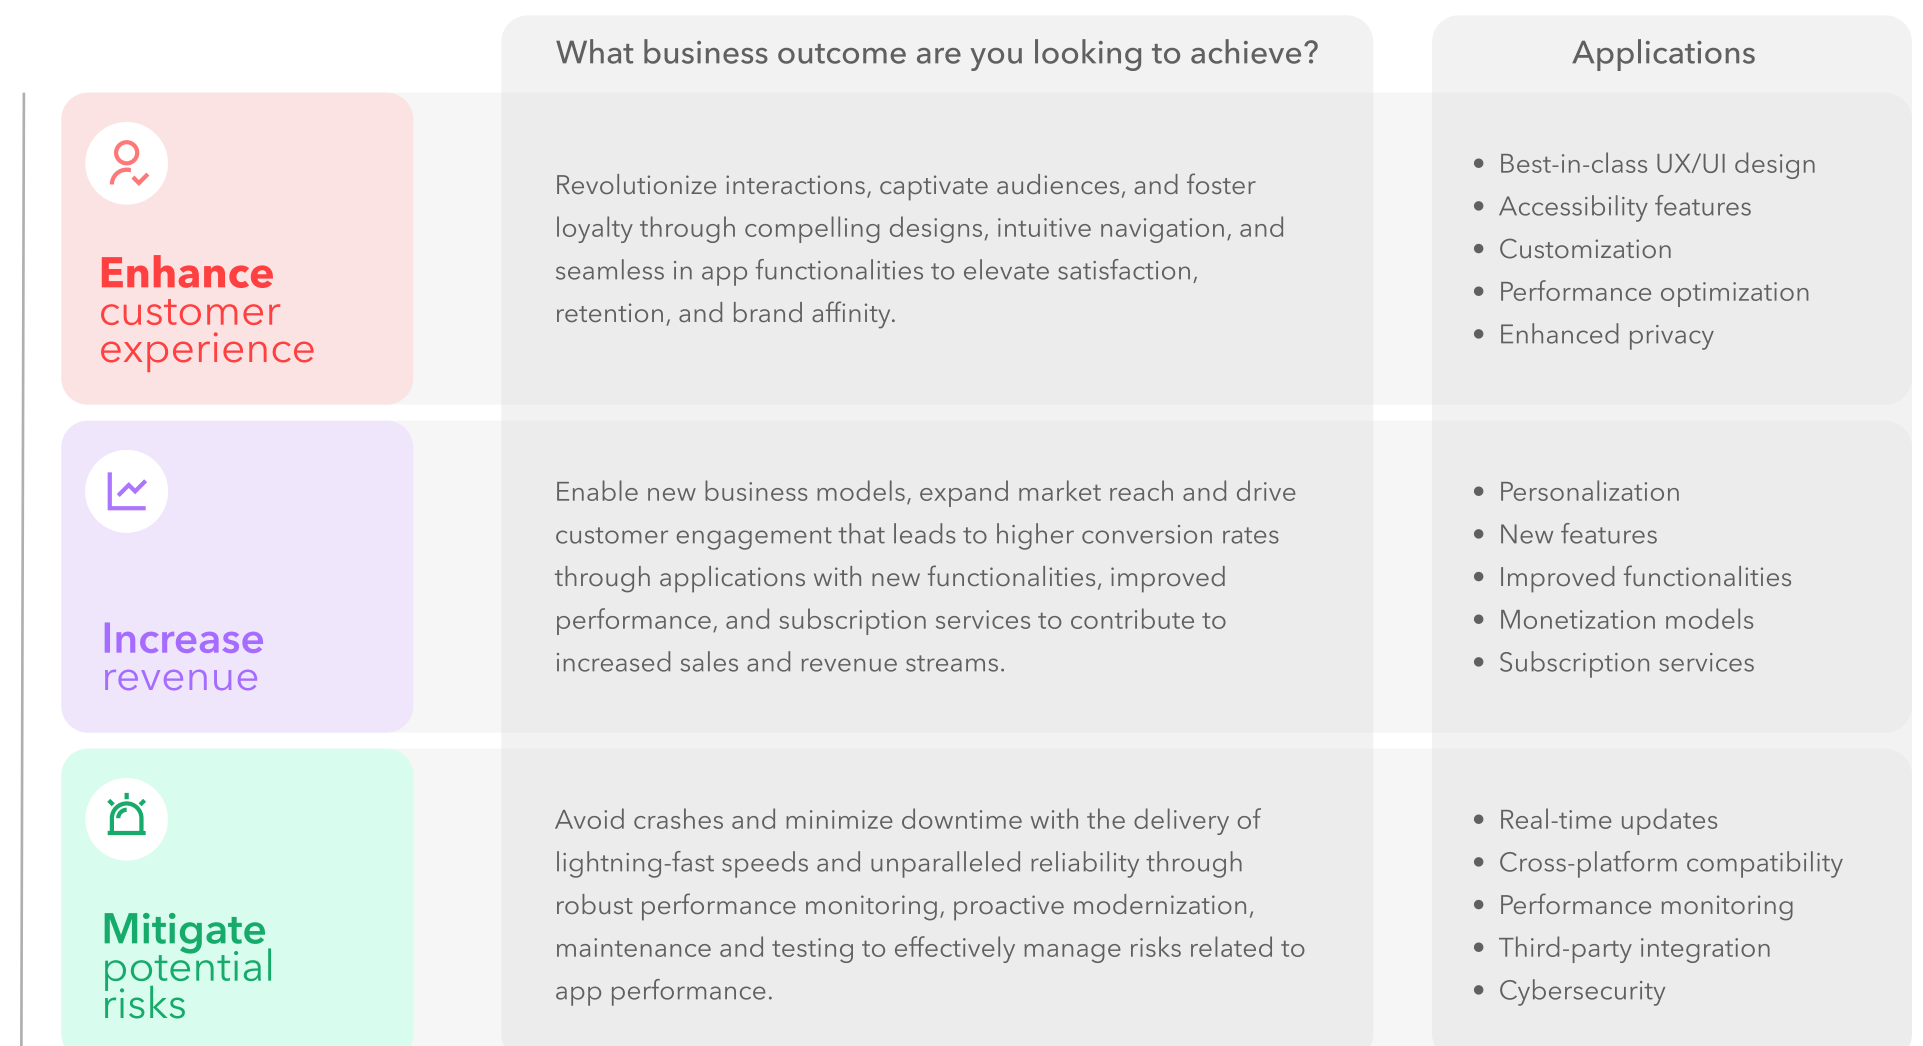 What business outcome are you looking to achieve?
Applications
Enhance
customer
experience
Revolutionize interactions, captivate audiences, and foster
loyalty through compelling designs, intuitive navigation, and
seamless in app functionalities to elevate satisfaction,
retention, and brand affinity.
• Best-in-class UX/UI design
• Accessibility features
• Customization
• Performance optimization
• Enhanced privacy
Increase
revenue
Enable new business models, expand market reach and drive
customer engagement that leads to higher conversion rates
through applications with new functionalities, improved
performance, and subscription services to contribute to
increased sales and revenue streams.
• Personalization
• New features
• Improved functionalities
• Monetization models
• Subscription services
Mitigate
potential
risks
Avoid crashes and minimize downtime with the delivery of
lightning-fast speeds and unparalleled reliability through
robust performance monitoring, proactive modernization,
maintenance and testing to effectively manage risks related to
app performance.
• Real-time updates
• Cross-platform compatibility
• Performance monitoring
• Third-party integration
• Cybersecurity